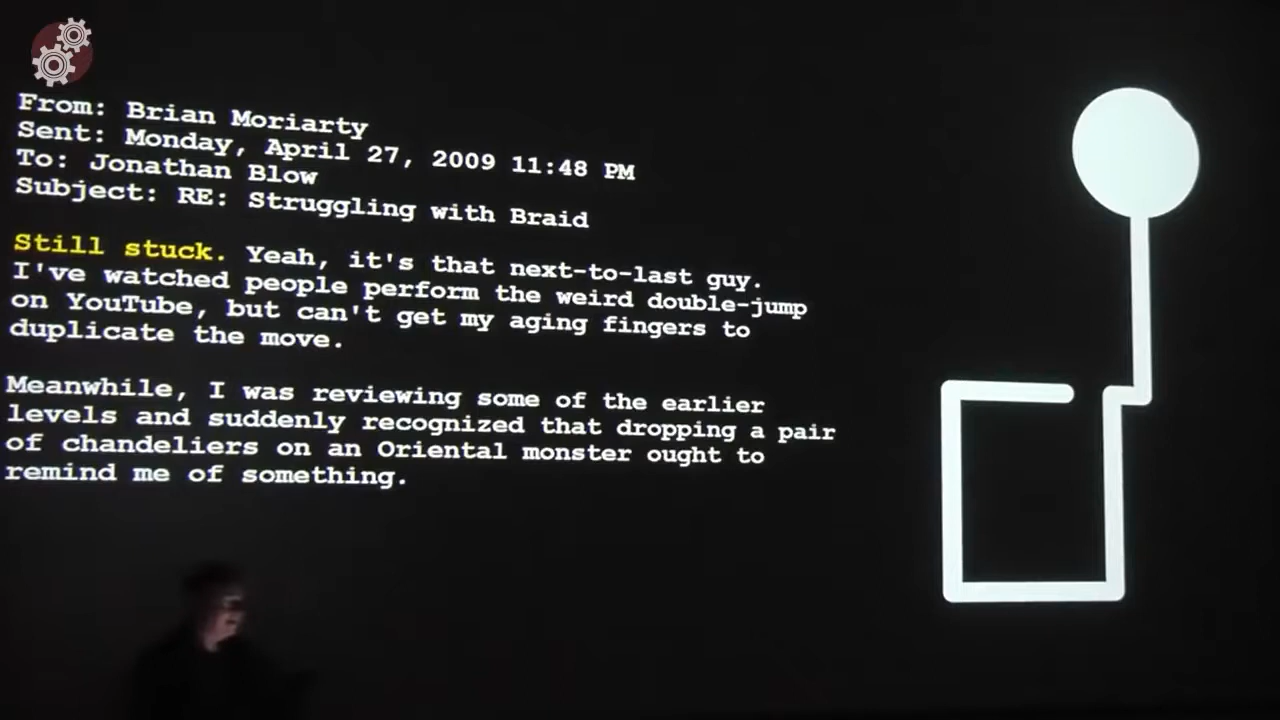 From: Brian Moriarty
Sent: Monday, April 27, 2009 11:48 PM
To: Jonathan Blow
Subject: RE: Struggling with Braid
Still stuck. Yeah, it's that next-to-last guy.
I've watched people perform the weird double-jump
on YouTube, but can't get my aging fingers to
duplicate the move.
Meanwhile, I was reviewing some of the earlier
levels and suddenly recognized that dropping a pair
of chandeliers on an Oriental monster ought to
remind me of something.